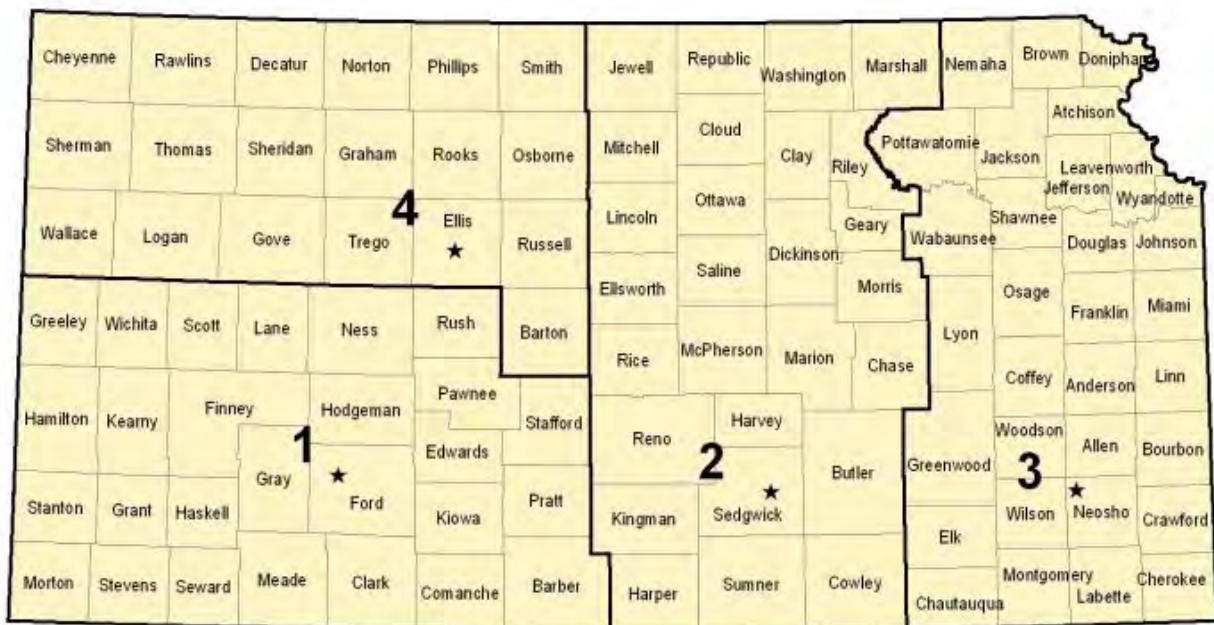 Cheyenne Rawlins Decatur Norton Phillips Smith Jewell Republic Washington Marshall Nemaha Brown Doniphan
Atchison
Sherman Thomas Sheridan Graham Rooks Osborne Mitchell Cloud Clay Riley Pottawatomie Jackson Leavenworth
Jefferson
Wyandotte
4
Wallace Logan Gove Trego Ellis Russell Lincoln Ottawa Geary Wabaunsee Shawnee Douglas Johnson
Dickinson
Ellsworth Saline Morris Osage Franklin Miami
Greeley Wichita Scott Lane Ness Rush Barton Rice McPherson Marion Chase Lyon Coffey Anderson Linn
Hamilton Kearny Finney Hodgeman Pawnee Stafford Reno Harvey Butler Greenwood Woodson Allen Bourbon
1
2
3
Edwards
Gray Ford
Stanton Grant Haskell Kiowa Pratt Kingman Sedgwick Elk Wilson Neosho Crawford
Morton Stevens Seward Meade Clark Comanche Barber Harper Sumner Cowley Chautauqua Montgomery Labette Cherokee